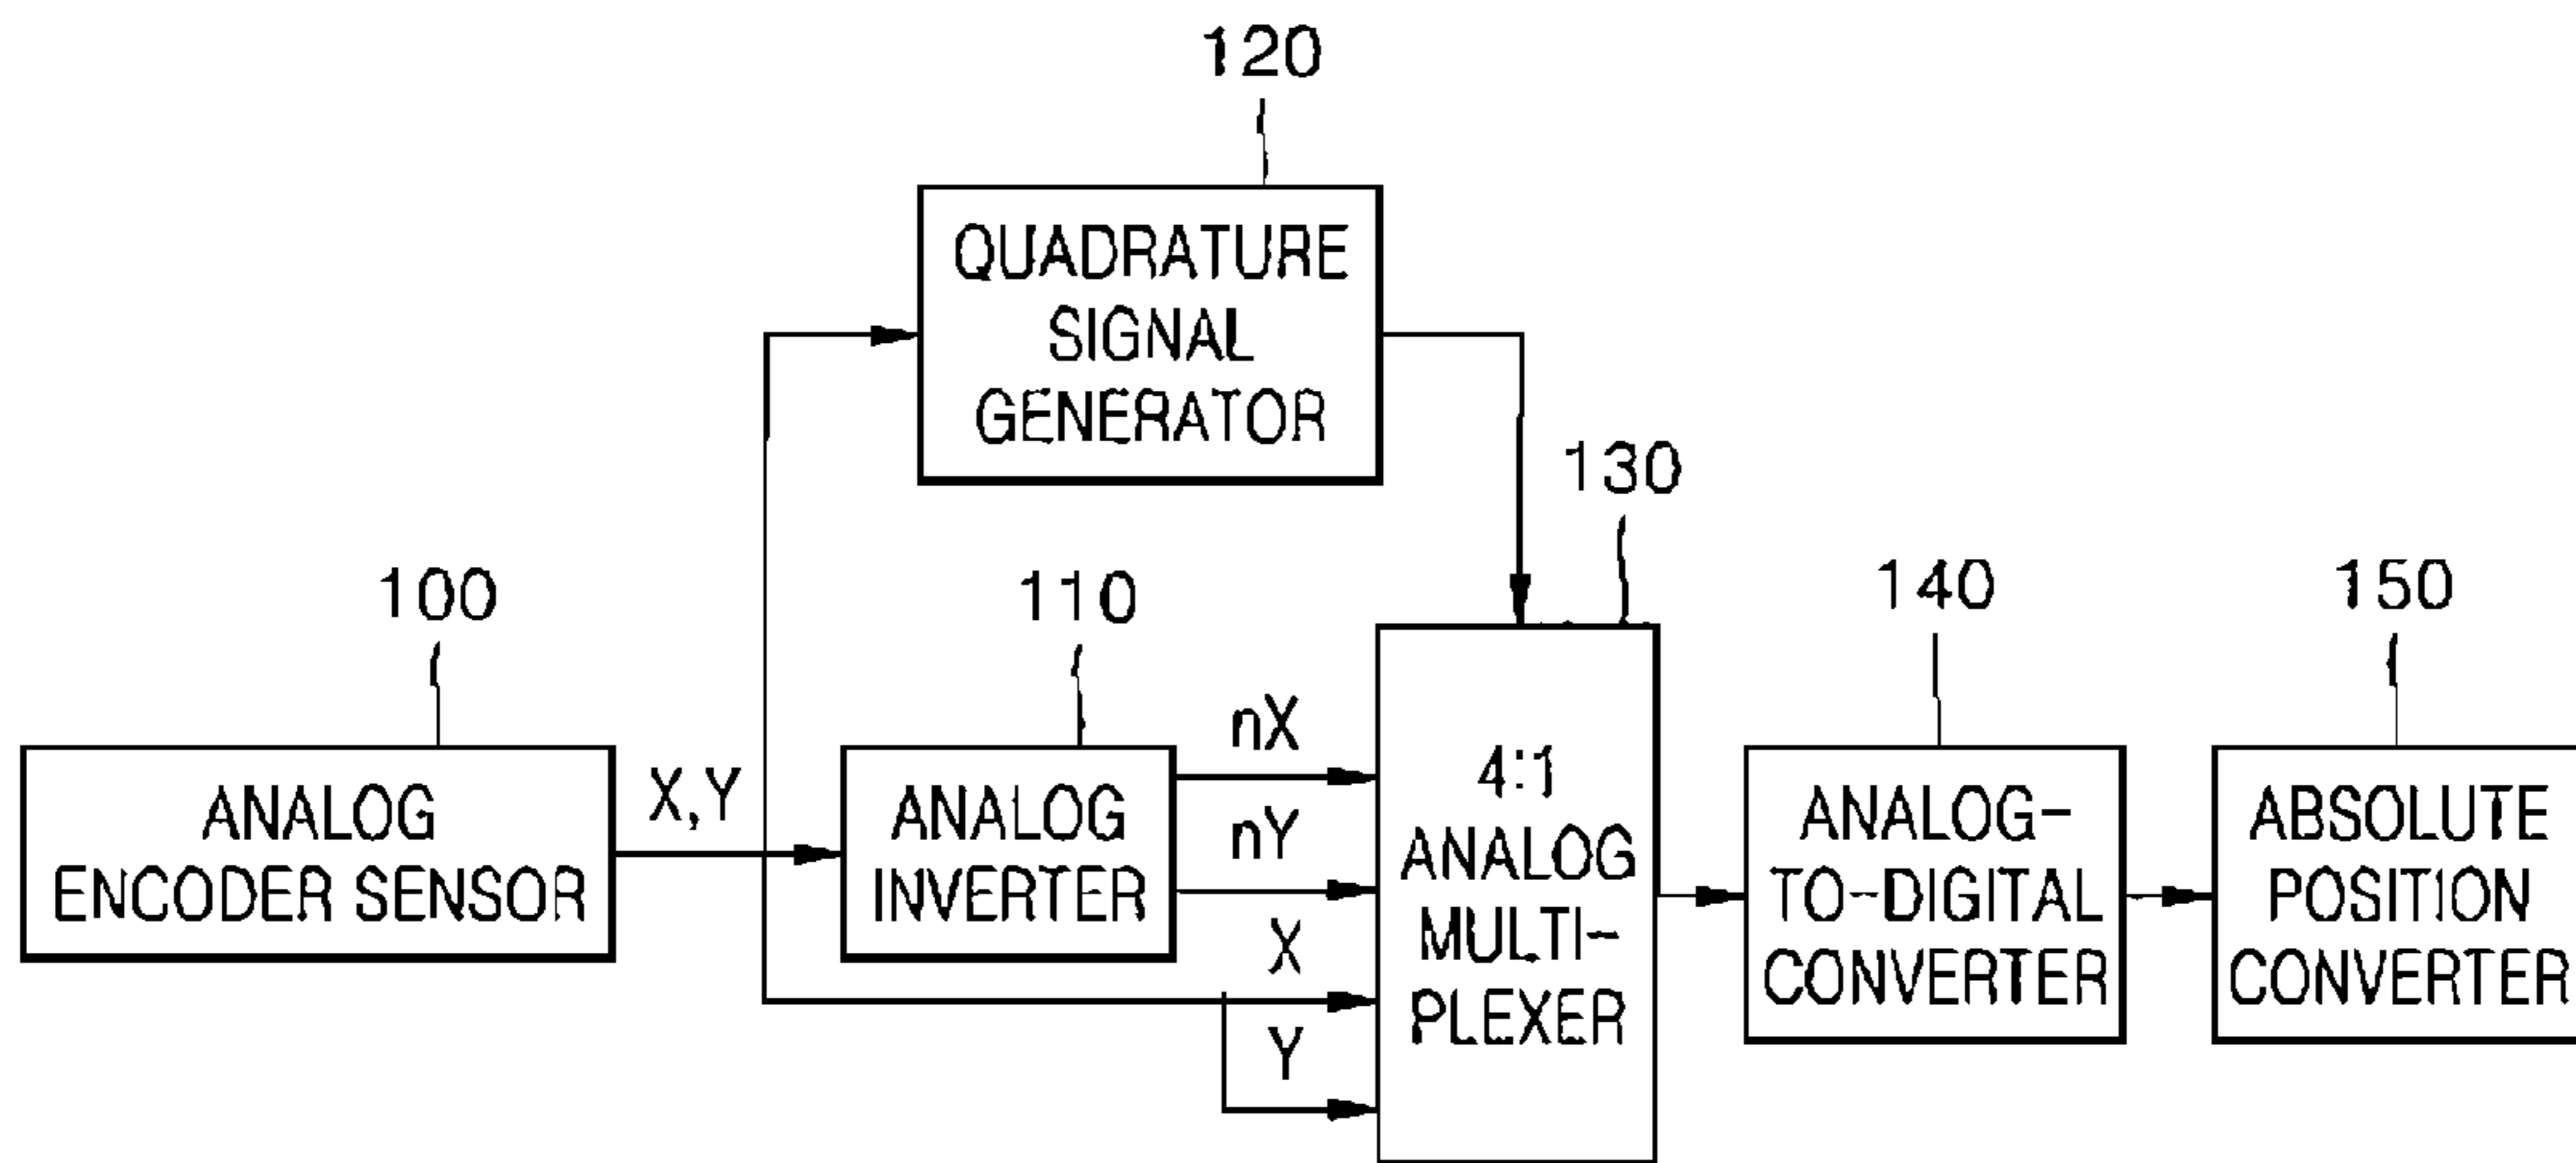 120
QUADRATURE
SIGNAL
GENERATOR
130
100
110
140
150
X,Y
nX
nY
X
Y
ANALOG
ENCODER SENSOR
ANALOG
INVERTER
4:1
ANALOG
MULTI-
PLEXER
ANALOG-
TO-DIGITAL
CONVERTER
ABSOLUTE
POSITION
CONVERTER